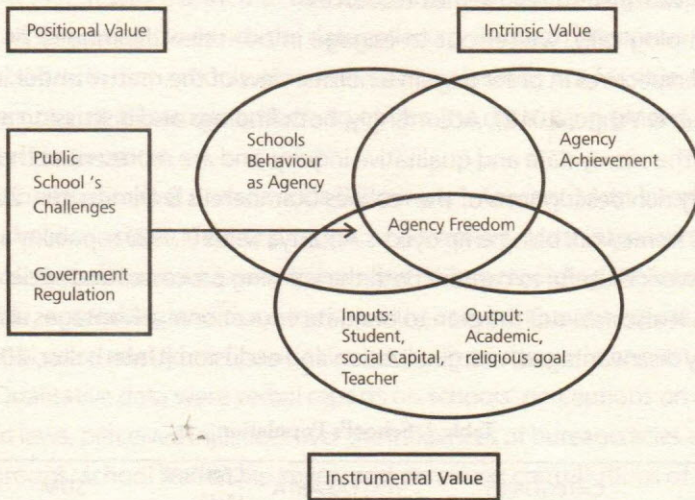 Positional Value
Intrinsic Value
Schools
Behaviour
as Agency
Agency
Achievement
Public
School 's
Challenges
Government
Regulation
Agency Freedom
Inputs:
Student,
social Capital,
Teacher
Output:
Academic,
religious goal
Instrumental Value